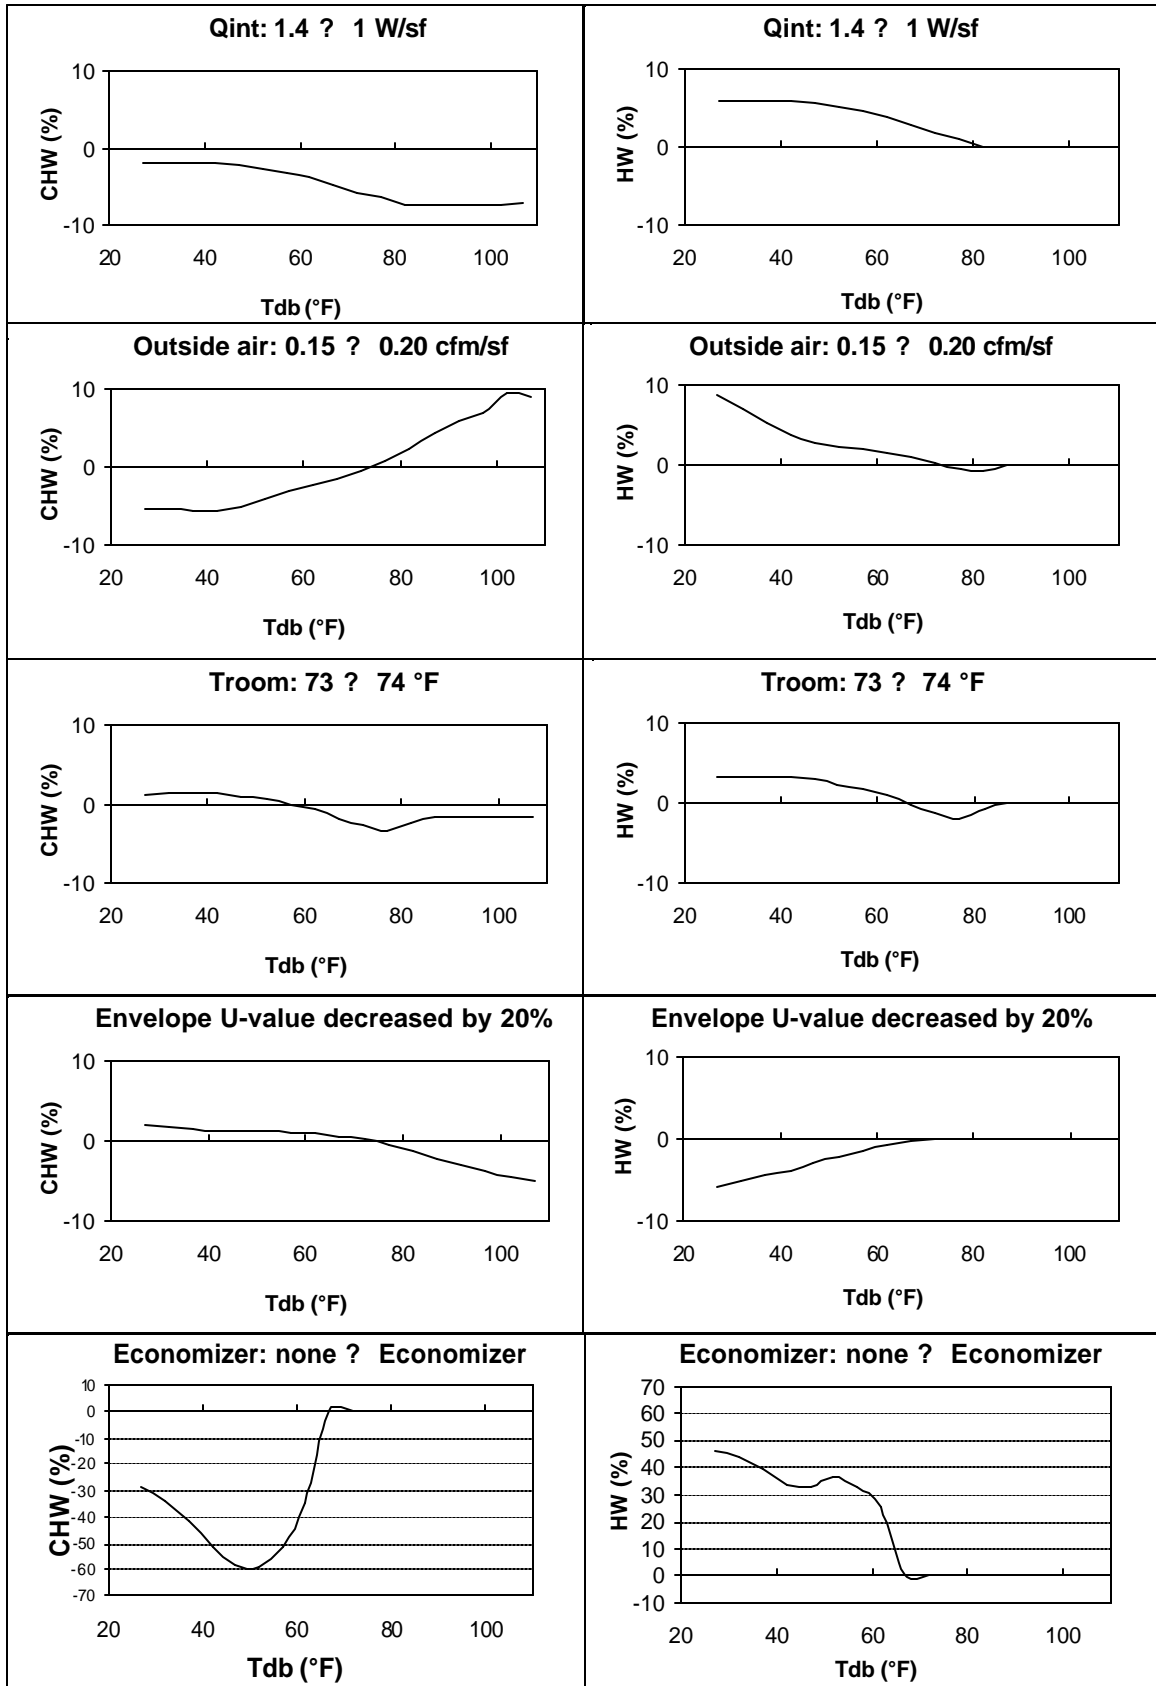 Qint: 1.4 ? 1 W/sf
10
0
-10
CHW (%)
20 40 60 80 100
Tdb (°F)
Qint: 1.4 ? 1 W/sf
10
0
-10
HW (%)
20 40 60 80 100
Tdb (°F)
Outside air: 0.15 ? 0.20 cfm/sf
10
0
-10
CHW (%)
20 40 60 80 100
Tdb (°F)
Outside air: 0.15 ? 0.20 cfm/sf
10
0
-10
HW (%)
20 40 60 80 100
Tdb (°F)
Troom: 73 ? 74 °F
10
0
-10
CHW (%)
20 40 60 80 100
Tdb (°F)
Troom: 73 ? 74 °F
10
0
-10
HW (%)
20 40 60 80 100
Tdb (°F)
Envelope U-value decreased by 20%
10
0
-10
CHW (%)
20 40 60 80 100
Tdb (°F)
Envelope U-value decreased by 20%
10
0
-10
HW (%)
20 40 60 80 100
Tdb (°F)
Economizer: none ? Economizer
10
0
-10
-20
-30
-40
-50
-60
-70
CHW (%)
20 40 60 80 100
Tdb (°F)
Economizer: none ? Economizer
70
60
50
40
30
20
10
0
-10
HW (%)
20 40 60 80 100
Tdb (°F)